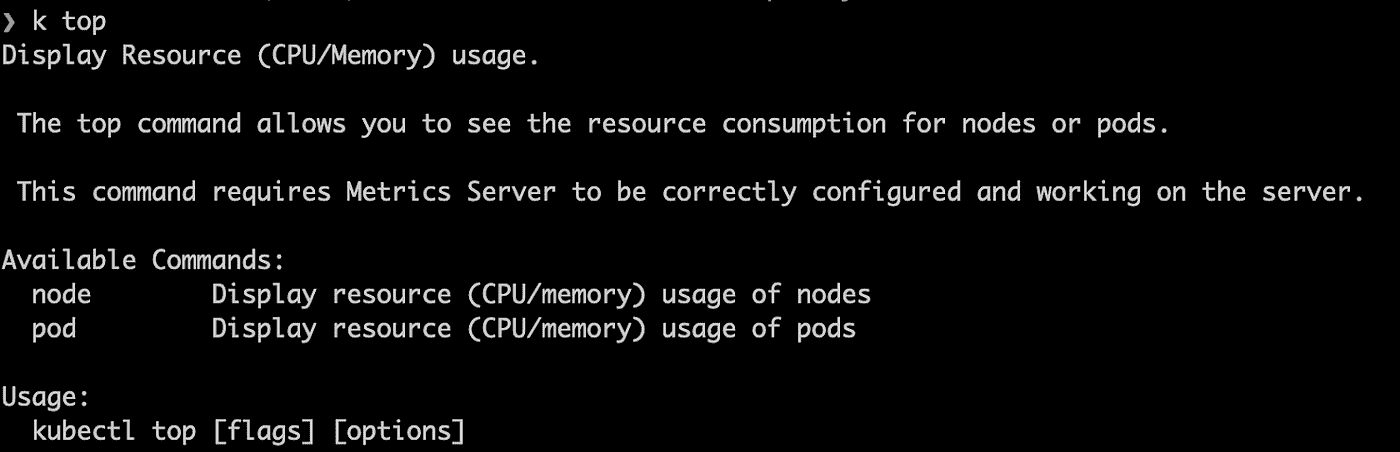 ❯ k top
Display Resource (CPU/Memory) usage.
The top command allows you to see the resource consumption for nodes or pods.
This command requires Metrics Server to be correctly configured and working on the server.
Available Commands:
node        Display resource (CPU/memory) usage of nodes
pod         Display resource (CPU/memory) usage of pods
Usage:
kubectl top [flags] [options]